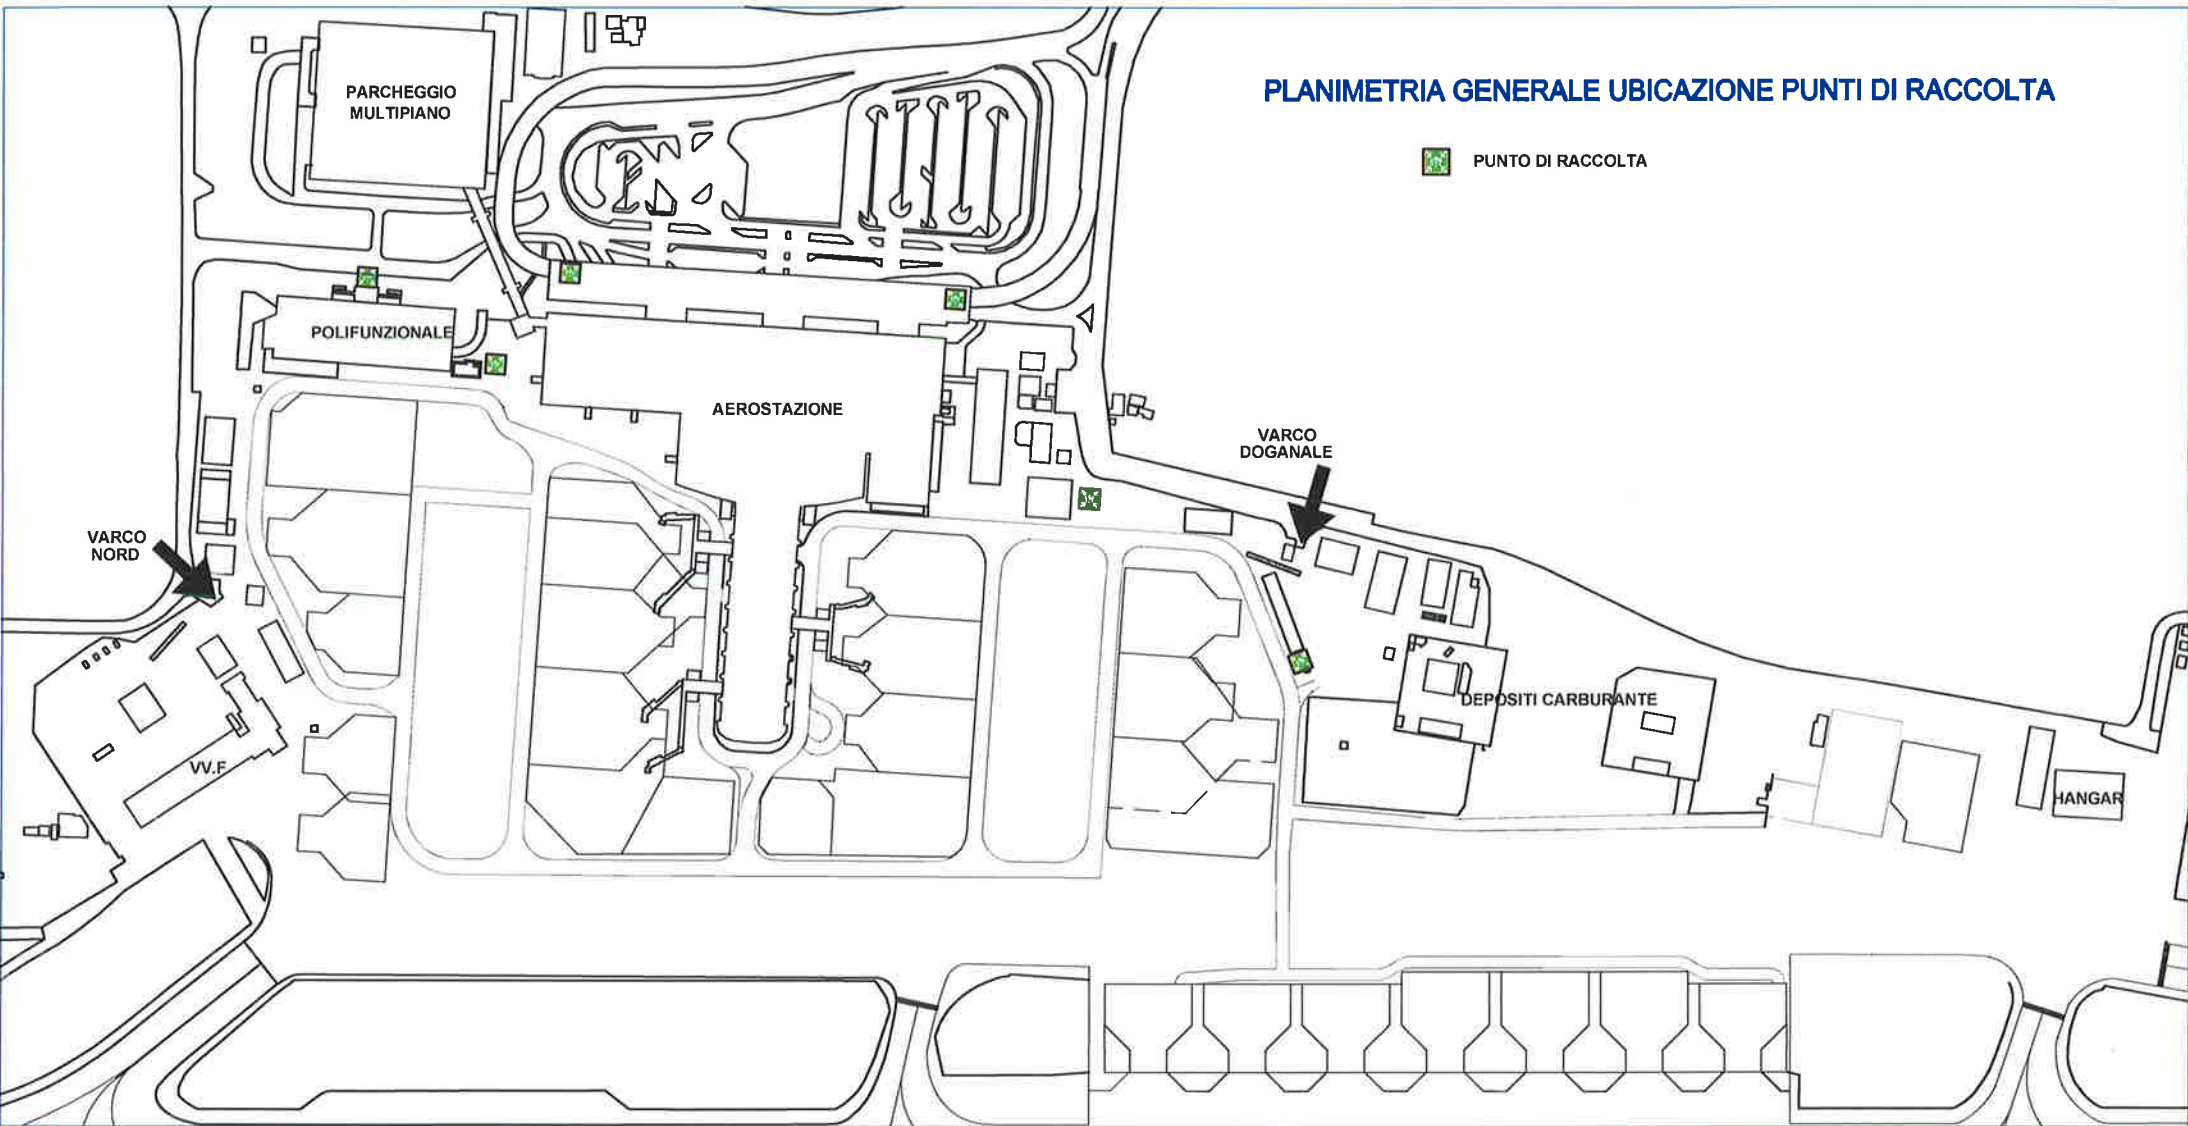 PLANIMETRIA GENERALE UBICAZIONE PUNTI DI RACCOLTA
PUNTO DI RACCOLTA
PARCHEGGIO
MULTIPIANO
POLIFUNZIONALE
AEROSTAZIONE
VARCO
DOGANALE
VARCO
NORD
DEPOSITI CARBURANTE
VV.F
HANGAR